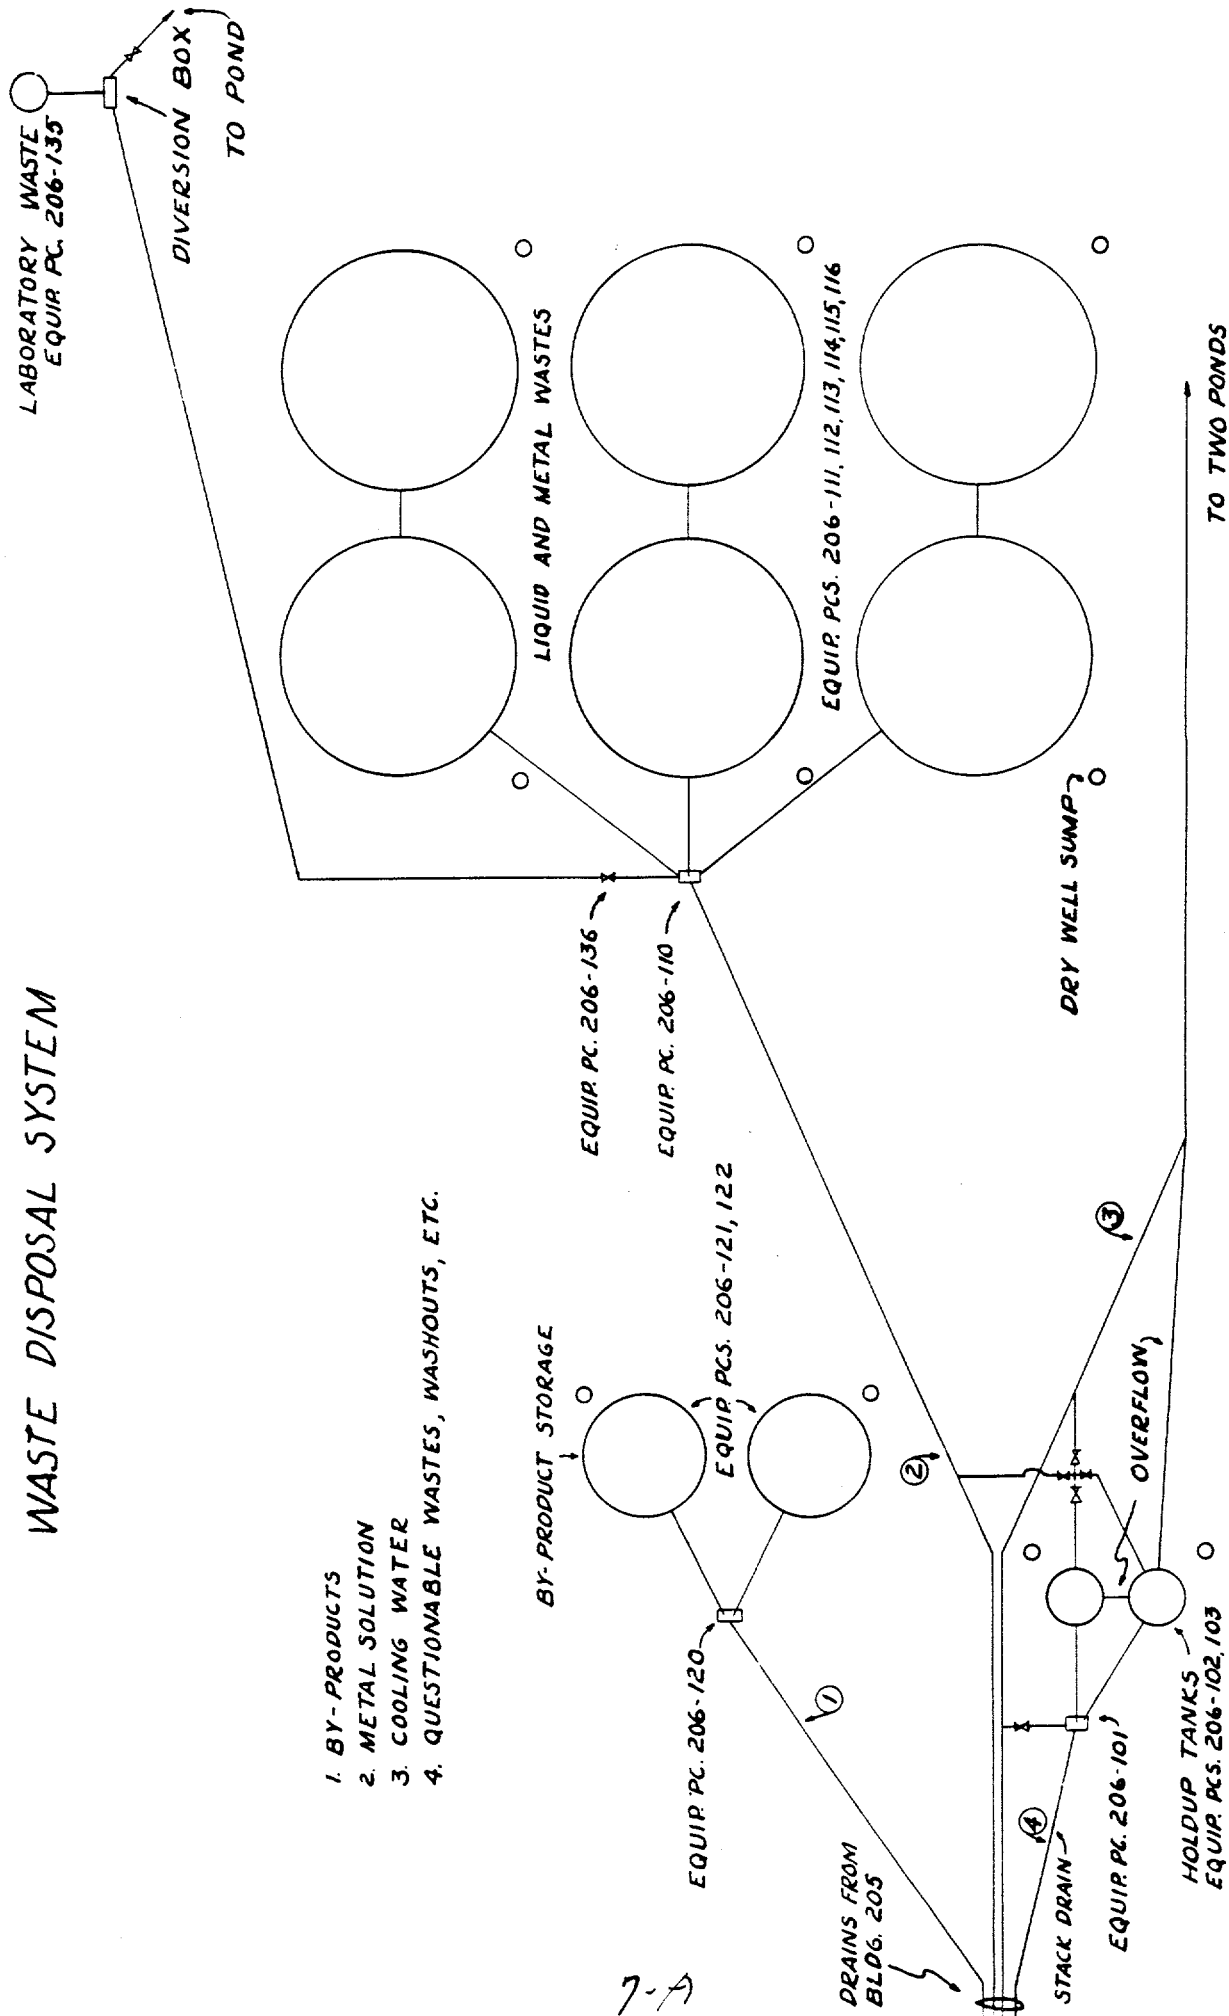 WASTE DISPOSAL SYSTEM
LABORATORY WASTE
EQUIP. PC. 206-135
DIVERSION BOX
TO POND
1. BY-PRODUCTS
2. METAL SOLUTION
3. COOLING WATER
4. QUESTIONABLE WASTES, WASHOUTS, ETC.
LIQUID AND METAL WASTES
EQUIP. PC. 206-136
BY-PRODUCT STORAGE
EQUIP. PC. 206-110
EQUIP. PCS. 206-121, 122
EQUIP. PC. 206-120
EQUIP. PCS. 206-111, 112, 113, 114, 115, 116
1
2
DRAINS FROM
BLDG. 205
4
STACK DRAIN
DRY WELL SUMP
3
EQUIP. PC. 206-101
OVERFLOW
HOLDUP TANKS
EQUIP. PCS. 206-102, 103
TO TWO PONDS
7-A